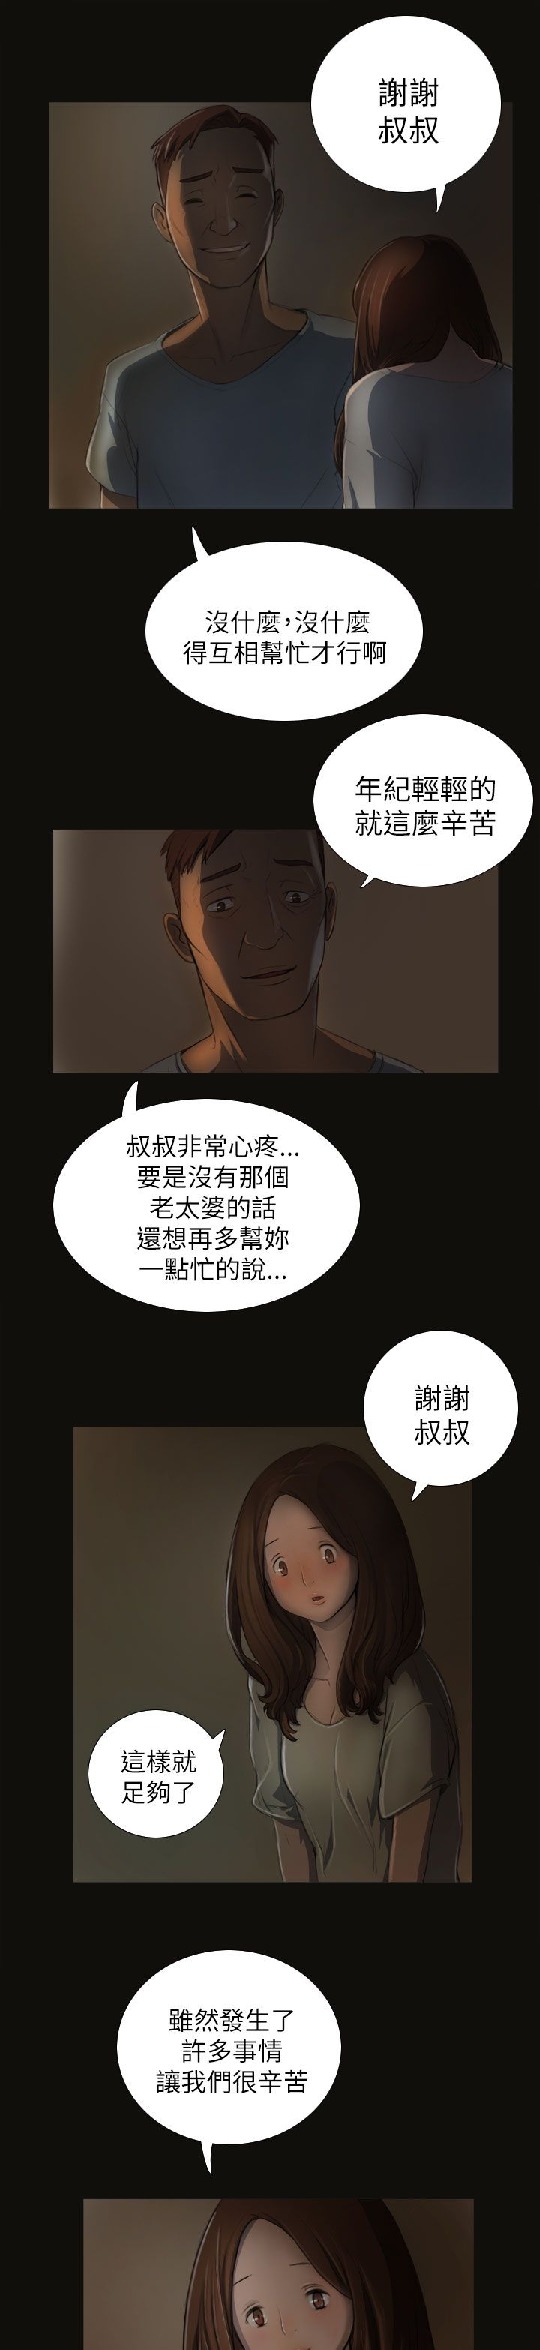 謝謝
叔叔
沒什麼，沒什麼
得互相幫忙才行啊
年紀輕輕的
就這麼辛苦
叔叔非常心疼...
要是沒有那個
老太婆的話
還想再多幫妳
一點忙的說...
謝謝
叔叔
這樣就
足夠了
雖然發生了
許多事情
讓我們很辛苦